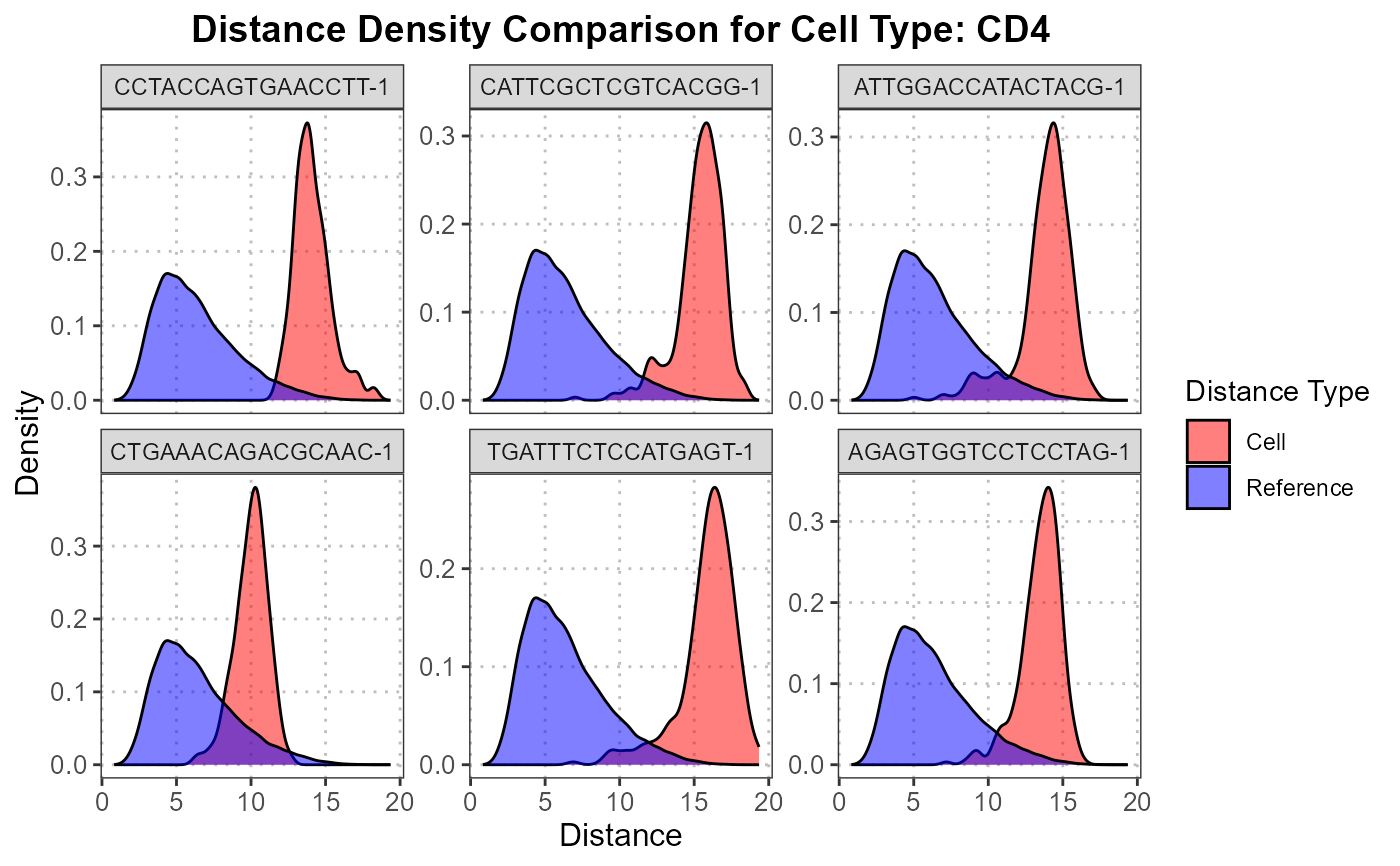 Distance Density Comparison for Cell Type: CD4
CCTACCAGTGAACCTT-1 CATTCGCTCGTCACGG-1 ATTGGACCATACTACG-1
0.3 0.3 0.3
0.2 0.2 0.2
0.1 0.1 0.1
0.0 0.0 0.0
Density
CTGAAACAGACGCAAC-1 TGATTTCTCCATGAGT-1 AGAGTGGTCCTCCTAG-1
0.3 0.3
0.2 0.2 0.2
0.1 0.1 0.1
0.0 0.0 0.0
0 5 10 15 20 0 5 10 15 20 0 5 10 15 20
Distance
Distance Type
Cell
Reference